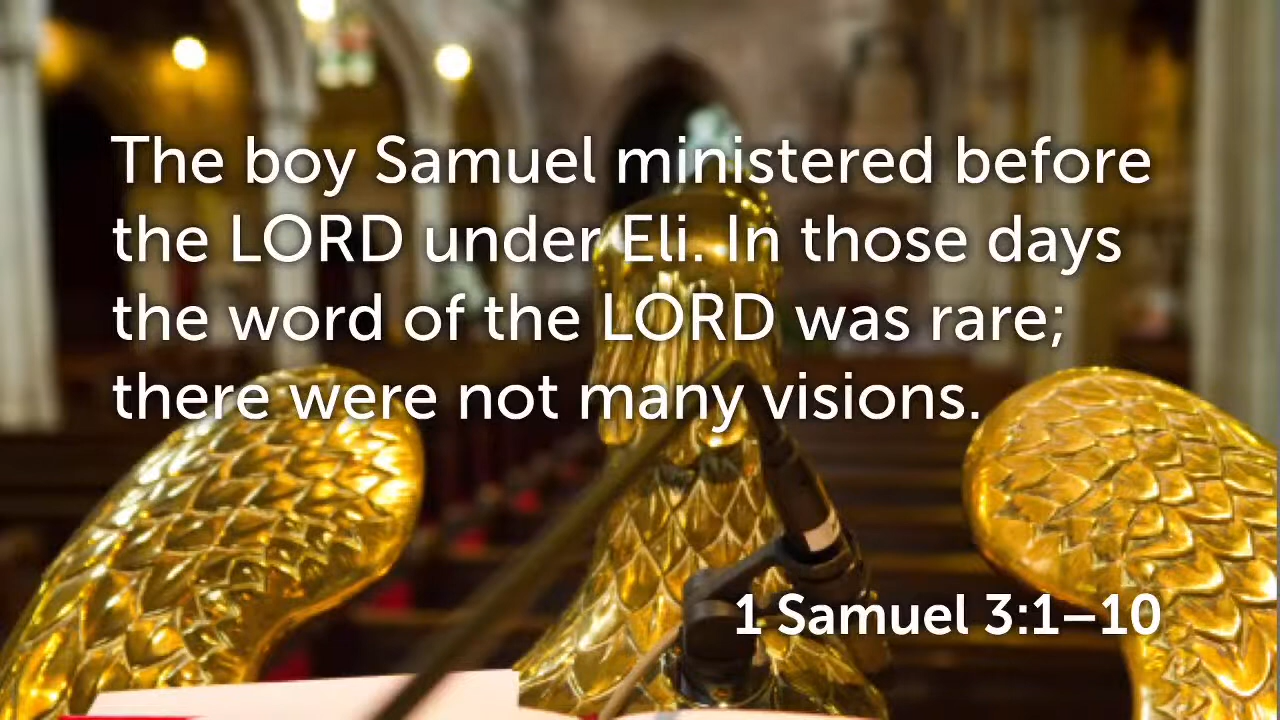 The boy Samuel ministered before
the LORD under Eli. In those days
the word of the LORD was rare;
there were not many visions.
1 Samuel 3:1–10